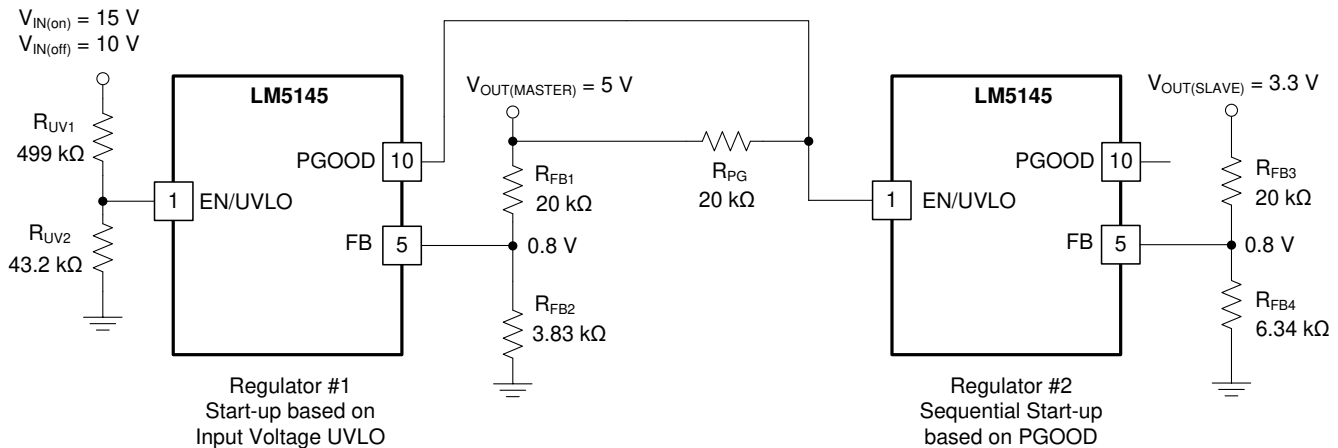 VIN(on) = 15 V
VIN(off) = 10 V
RUV1
499 kΩ
RUV2
43.2 kΩ
LM5145
1
EN/UVLO
PGOOD
10
FB
5
VOUT(MASTER) = 5 V
RFB1
20 kΩ
0.8 V
RFB2
3.83 kΩ
RPG
20 kΩ
LM5145
1
EN/UVLO
PGOOD
10
FB
5
VOUT(SLAVE) = 3.3 V
RFB3
20 kΩ
0.8 V
RFB4
6.34 kΩ
Regulator #1
Start-up based on
Input Voltage UVLO
Regulator #2
Sequential Start-up
based on PGOOD